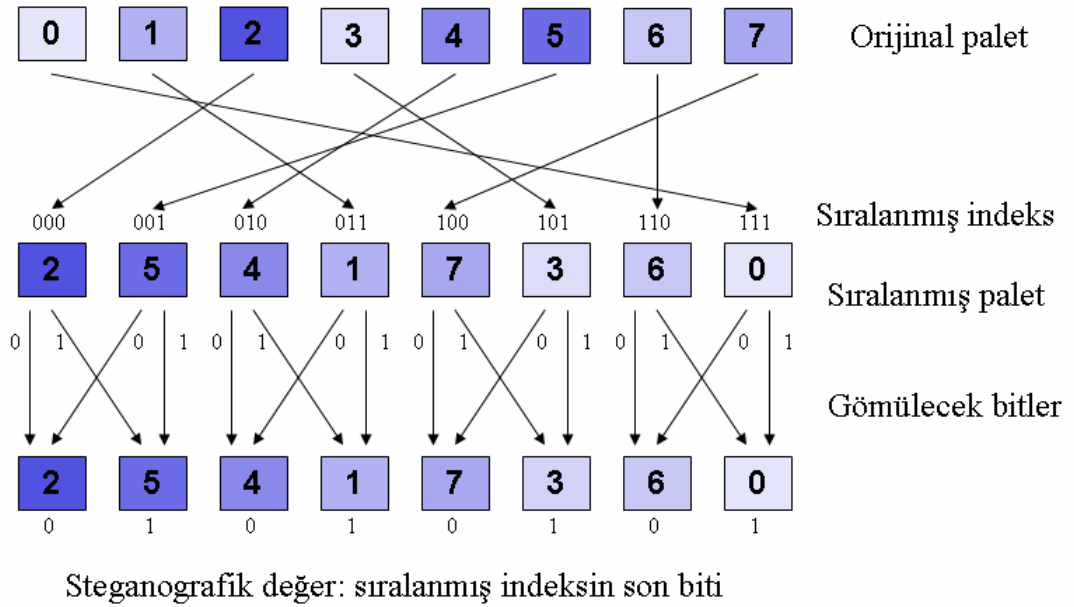 0 1 2 3 4 5 6 7 Orijinal palet
000 001 010 011 100 101 110 111 Sıralanmış indeks
2 5 4 1 7 3 6 0 Sıralanmış palet
0 1 0 1 0 1 0 1 0 1 0 1 0 1 0 1
Gömülecek bitler
2 5 4 1 7 3 6 0
0 1 0 1 0 1 0 1
Steganografik değer: sıralanmış indeksin son biti